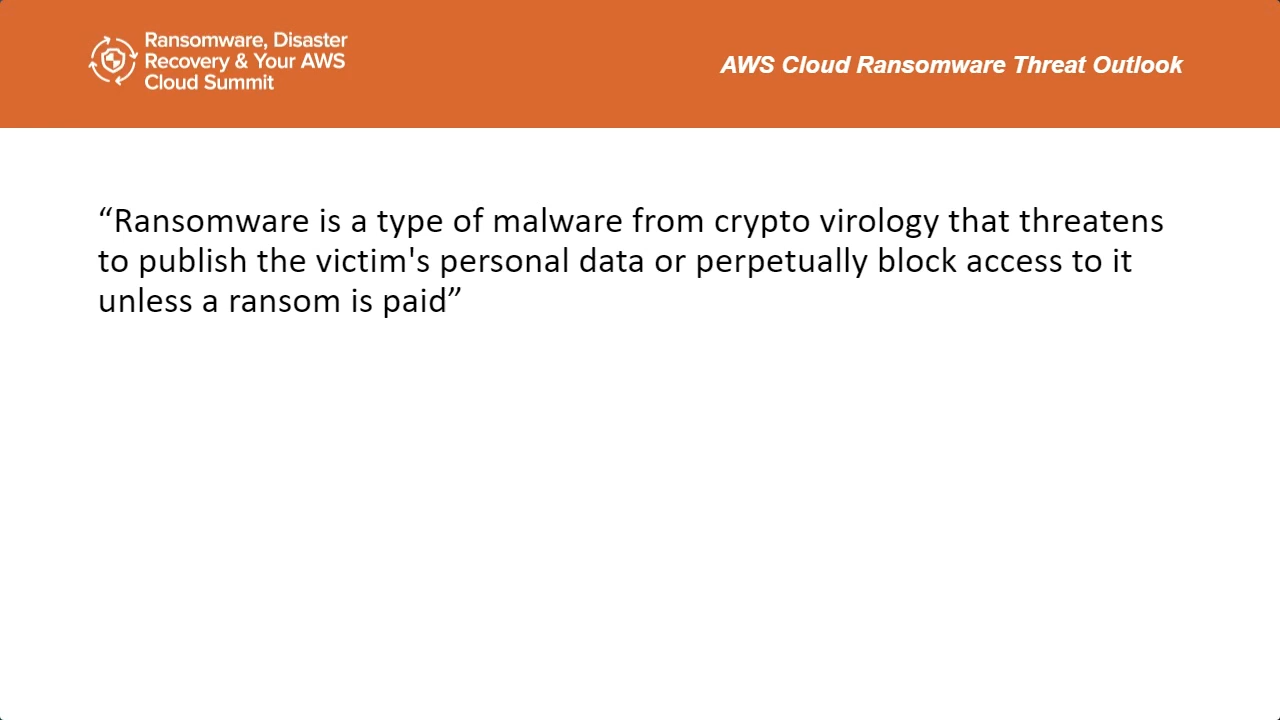 Ransomware, Disaster
Recovery & Your AWS
Cloud Summit
AWS Cloud Ransomware Threat Outlook
“Ransomware is a type of malware from crypto virology that threatens
to publish the victim's personal data or perpetually block access to it
unless a ransom is paid”